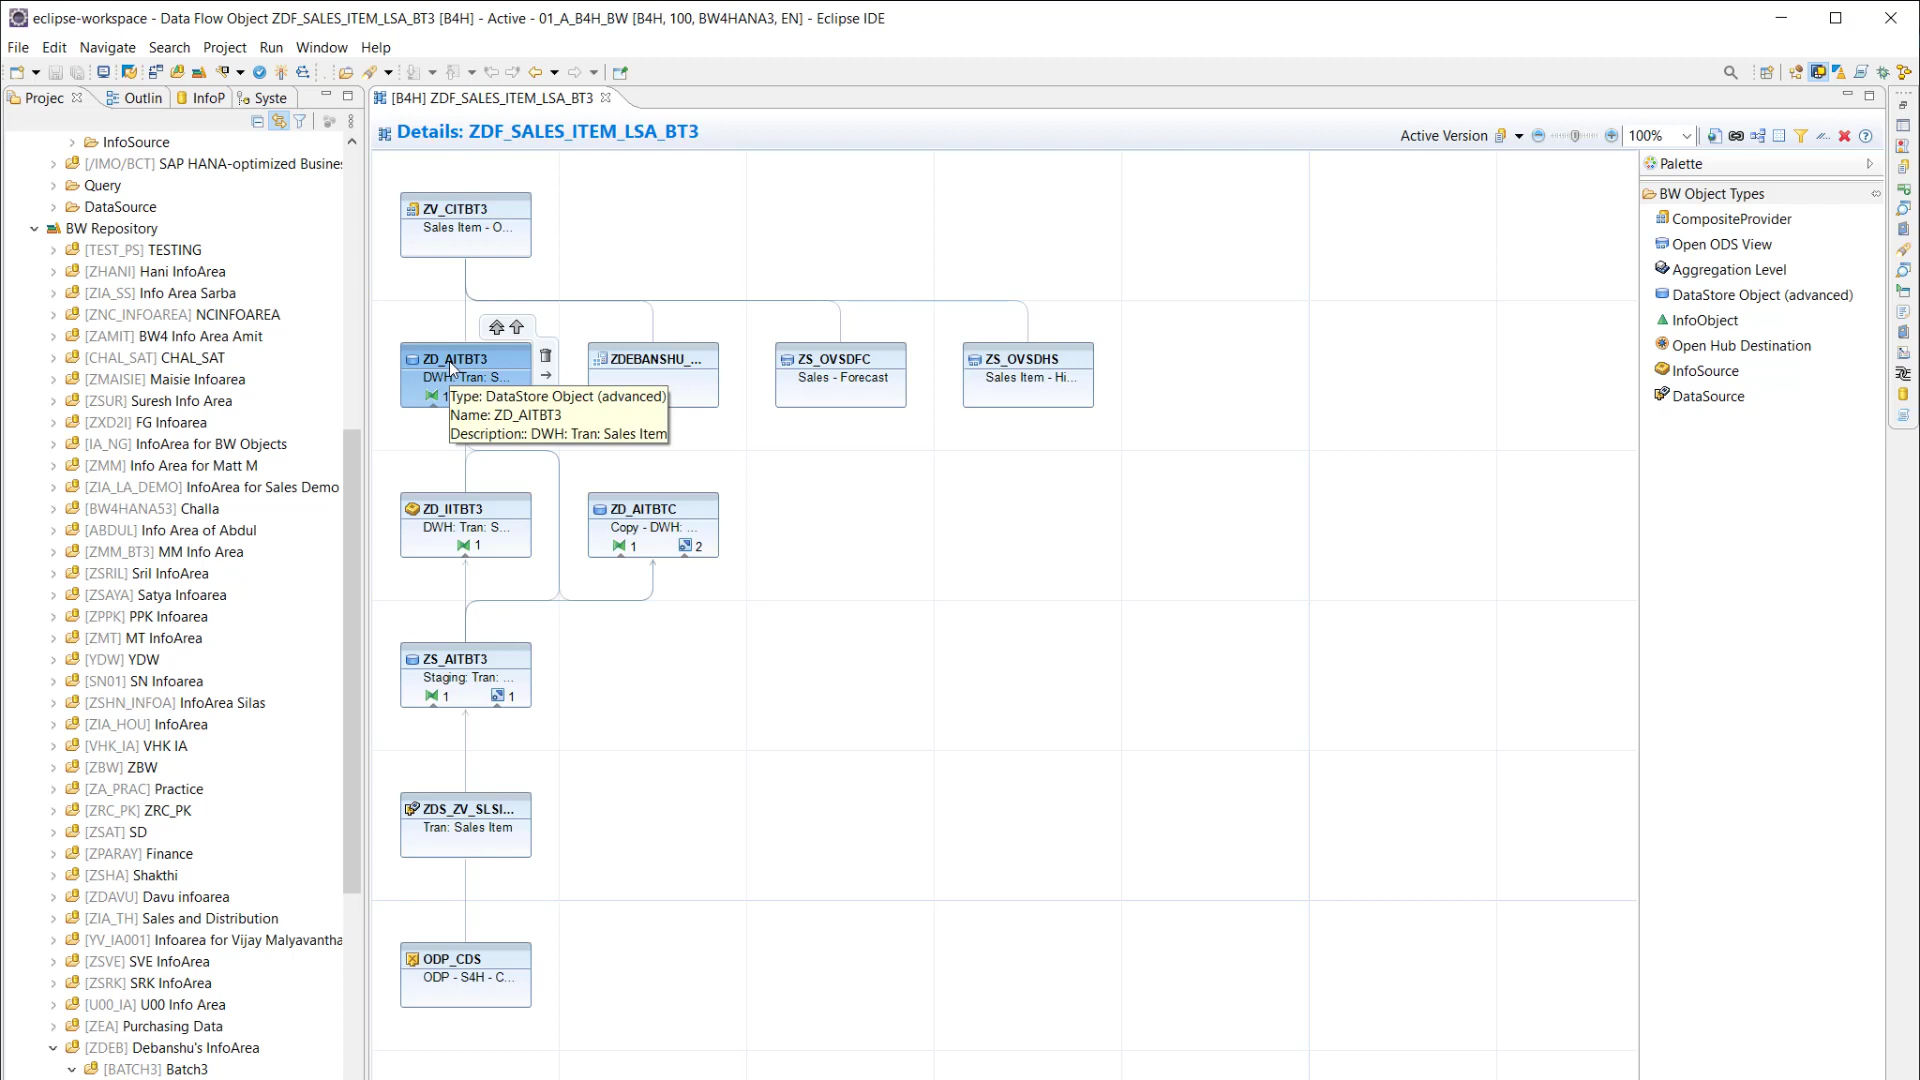 eclipse-workspace - Data Flow Object ZDF_SALES_ITEM_LSA_BT3 [B4H] - Active - 01_A_B4H_BW [B4H, 100, BW4HANA3, EN] - Eclipse IDE
File Edit Navigate Search Project Run Window Help
Projec Outlin InfoP Syste
[B4H] ZDF_SALES_ITEM_LSA_BT3
Details: ZDF_SALES_ITEM_LSA_BT3
Active Version 100%
InfoSource
[/IMO/BCT] SAP HANA-optimized Busine:
Query
DataSource
BW Repository
[TEST_PS] TESTING
[ZHANI] Hani InfoArea
[ZIA_SS] Info Area Sarba
[ZNC_INFOAREA] NCINFOAREA
[ZAMIT] BW4 Info Area Amit
[CHAL_SAT] CHAL_SAT
[ZMAISIE] Maisie Infoarea
[ZSUR] Suresh Info Area
[ZXD2I] FG Infoarea
[IA_NG] InfoArea for BW Objects
[ZMM] Info Area for Matt M
[ZIA_LA_DEMO] InfoArea for Sales Demo
[BW4HANA53] Challa
[ABDUL] Info Area of Abdul
[ZMM_BT3] MM Info Area
[ZSRIL] Sril InfoArea
[ZSAYA] Satya Infoarea
[ZPPK] PPK Infoarea
[ZMT] MT InfoArea
[YDW] YDW
[SN01] SN Infoarea
[ZSHN_INFOA] InfoArea Silas
[ZIA_HOU] InfoArea
[VHK_IA] VHK IA
[ZBW] ZBW
[ZA_PRAC] Practice
[ZRC_PK] ZRC_PK
[ZSAT] SD
[ZPARAY] Finance
[ZSHA] Shakthi
[ZDAVU] Davu infoarea
[ZIA_TH] Sales and Distribution
[YV_IA001] Infoarea for Vijay Malyavantha
[ZSVE] SVE InfoArea
[ZSRK] SRK InfoArea
[U00_IA] U00 Info Area
[ZEA] Purchasing Data
[ZDEB] Debanshu's InfoArea
[BATCH3] Batch3
ZV_CITBT3
Sales Item - O...
ZD_AITBT3
DWH: Tran: S...
1
ZDEBANSHU_...
ZS_OVSDFC
Sales - Forecast
ZS_OVSDHS
Sales Item - Hi...
Type: DataStore Object (advanced)
Name: ZD_AITBT3
Description:: DWH: Tran: Sales Item
ZD_IITBT3
DWH: Tran: S...
1
ZD_AITBTC
Copy - DWH: ...
1 2
ZS_AITBT3
Staging: Tran: ...
1 1
ZDS_ZV_SLSI...
Tran: Sales Item
ODP_CDS
ODP - S4H - C...
Palette
BW Object Types
CompositeProvider
Open ODS View
Aggregation Level
DataStore Object (advanced)
InfoObject
Open Hub Destination
InfoSource
DataSource